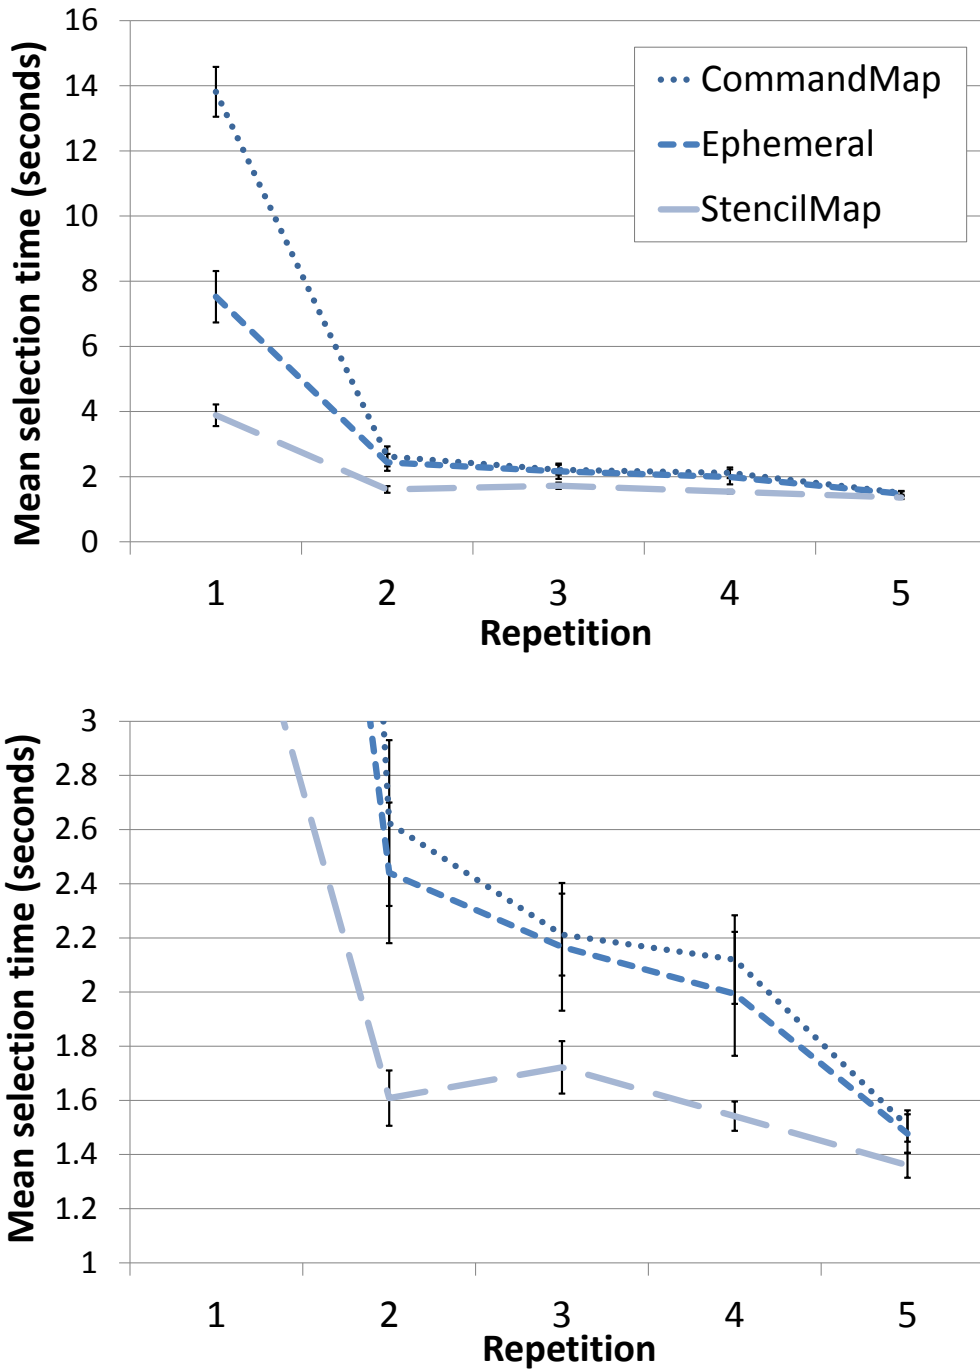 Mean selection time (seconds)
16
14
12
10
8
6
4
2
0
CommandMap
Ephemeral
StencilMap
1 2 3 4 5
Repetition
Mean selection time (seconds)
3
2.8
2.6
2.4
2.2
2
1.8
1.6
1.4
1.2
1
1 2 3 4 5
Repetition